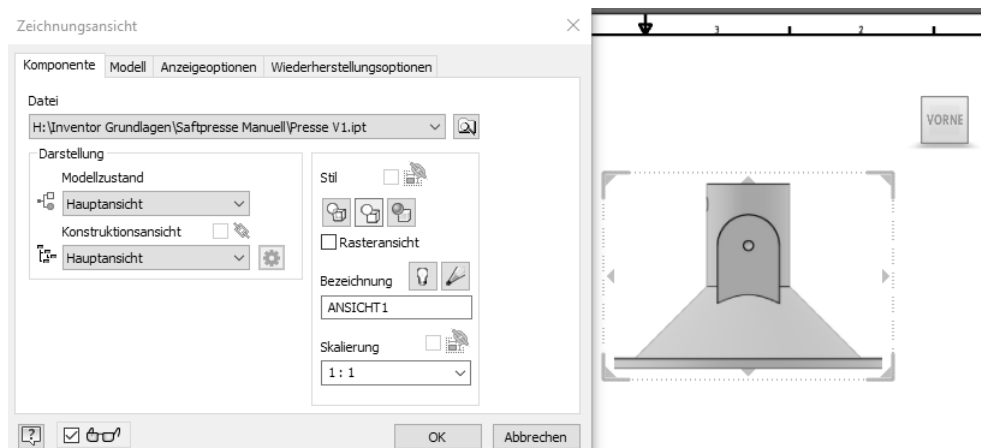 Zeichnungsansicht
Komponente Modell Anzeigeoptionen Wiederherstellungsoptionen
Datei
H:\Inventor Grundlagen\Saftpresse Manuell\Presse V1.ipt
Darstellung
Modellzustand
Hauptansicht
Konstruktionsansicht
Hauptansicht
Stil
Rasteransicht
Bezeichnung
ANSICHT1
Skalierung
1 : 1
?
OK Abbrechen
3 2
VORNE